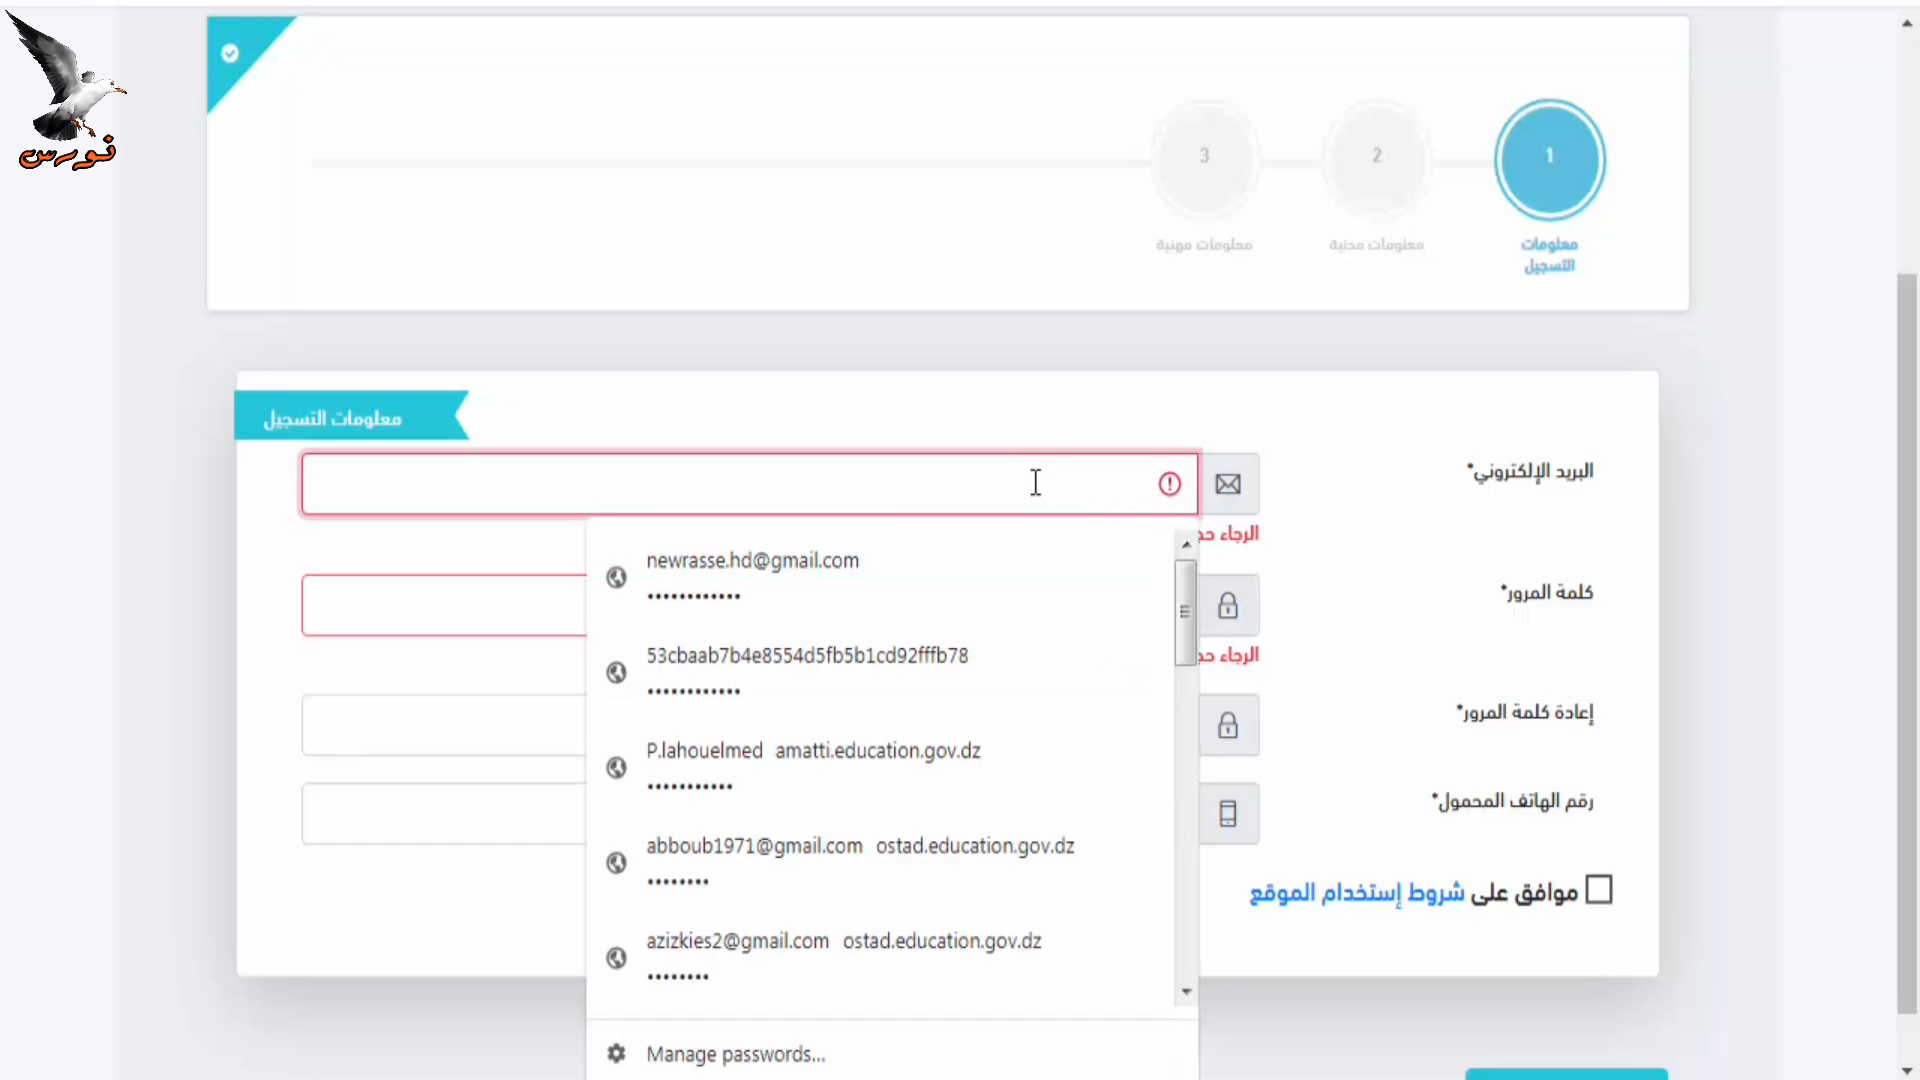 نورس
1
2
3
معلومات
التسجيل
معلومات مدنية
معلومات مهنية
معلومات التسجيل
البريد الإلكتروني*
الرجاء
كلمة المرور*
الرجاء
إعادة كلمة المرور*
رقم الهاتف المحمول*
موافق على شروط إستخدام الموقع
newrasse.hd@gmail.com
••••••••••••
53cbaab7b4e8554d5fb5b1cd92fffb78
••••••••••••
P.lahouelmed amatti.education.gov.dz
•••••••••••
abboub1971@gmail.com ostad.education.gov.dz
••••••••
azizkies2@gmail.com ostad.education.gov.dz
••••••••
Manage passwords...